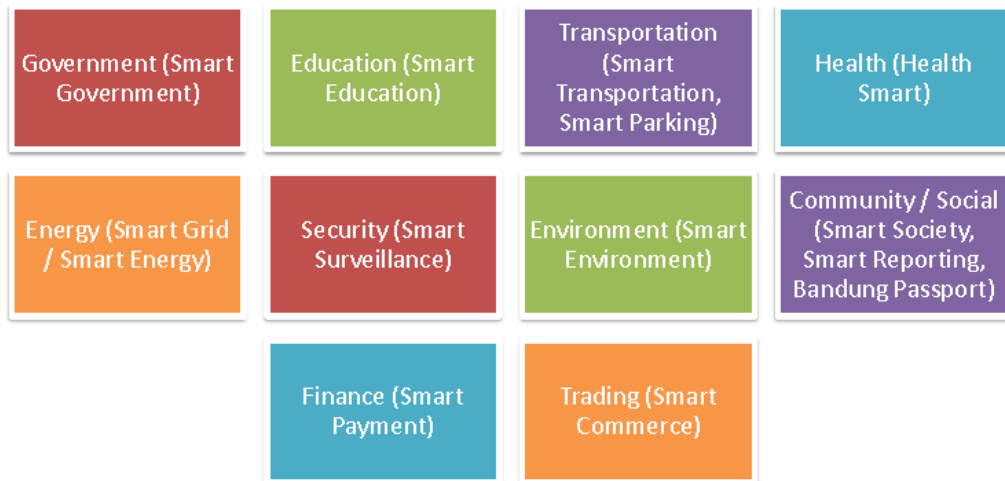 Government (Smart
Government)
Education (Smart
Education)
Transportation
(Smart
Transportation,
Smart Parking)
Health (Health
Smart)
Energy (Smart Grid
/ Smart Energy)
Security (Smart
Surveillance)
Environment (Smart
Environment)
Community / Social
(Smart Society,
Smart Reporting,
Bandung Passport)
Finance (Smart
Payment)
Trading (Smart
Commerce)